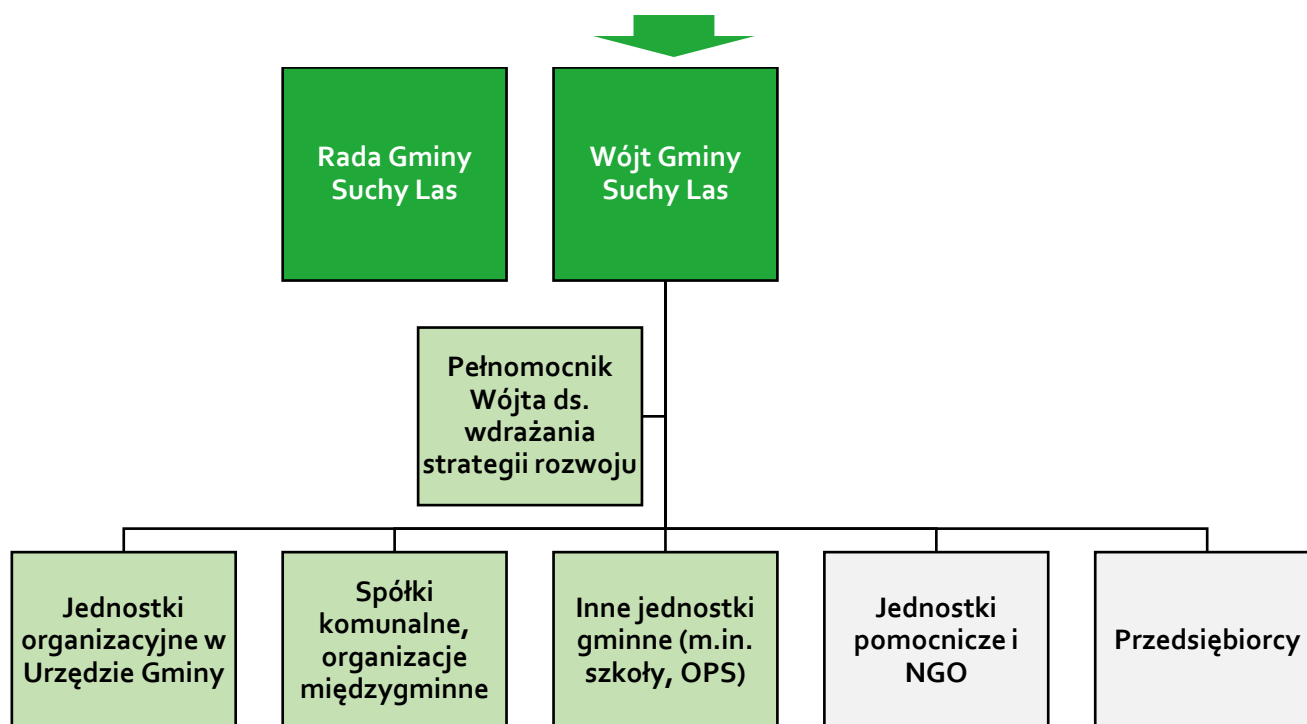 Rada Gminy
Suchy Las
Wójt Gminy
Suchy Las
Pełnomocnik
Wójta ds.
wdrażania
strategii rozwoju
Jednostki
organizacyjne w
Urzędzie Gminy
Spółki
komunalne,
organizacje
międzygminne
Inne jednostki
gminne (m.in.
szkoły, OPS)
Jednostki
pomocnicze i
NGO
Przedsiębiorcy